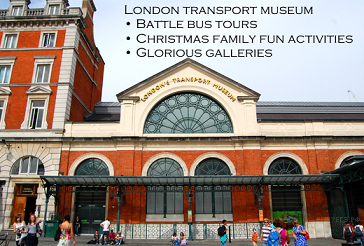 London transport museum
• Battle bus tours
• Christmas family fun activities
• Glorious galleries
LONDON'S TRANSPORT MUSEUM